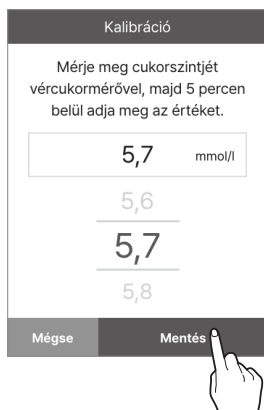 Kalibráció
Mérje meg cukorszintjét
vércukormérővel, majd 5 percen
belül adja meg az értéket.
5,7 mmol/l
5,6
5,7
5,8
Mégse Mentés